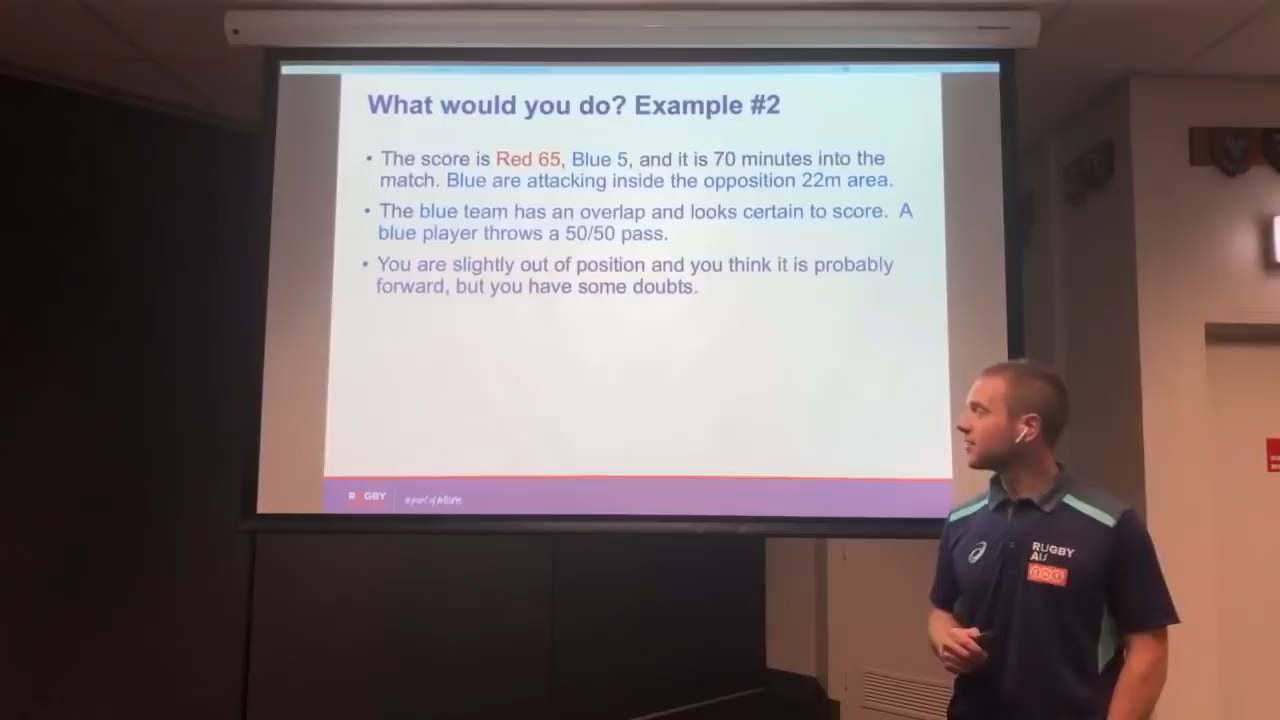 What would you do? Example #2
• The score is Red 65, Blue 5, and it is 70 minutes into the
match. Blue are attacking inside the opposition 22m area.
• The blue team has an overlap and looks certain to score. A
blue player throws a 50/50 pass.
• You are slightly out of position and you think it is probably
forward, but you have some doubts.
RUGBY
#partofmore
RUGBY
AU
TNT